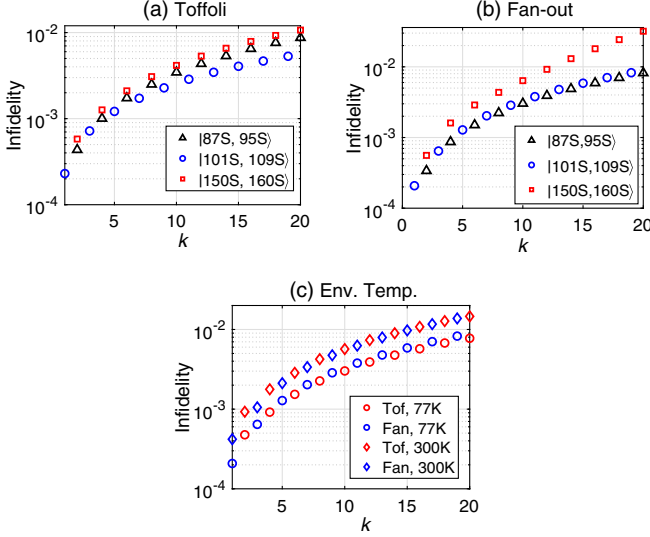 (a) Toffoli
Infidelity
10⁻²
10⁻³
10⁻⁴
5 10 15 20
k
|87S, 95S⟩
|101S, 109S⟩
|150S, 160S⟩
(b) Fan-out
Infidelity
10⁻²
10⁻³
10⁻⁴
0 5 10 15 20
k
|87S,95S⟩
|101S,109S⟩
|150S,160S⟩
(c) Env. Temp.
Infidelity
10⁻²
10⁻³
10⁻⁴
5 10 15 20
k
Tof, 77K
Fan, 77K
Tof, 300K
Fan, 300K